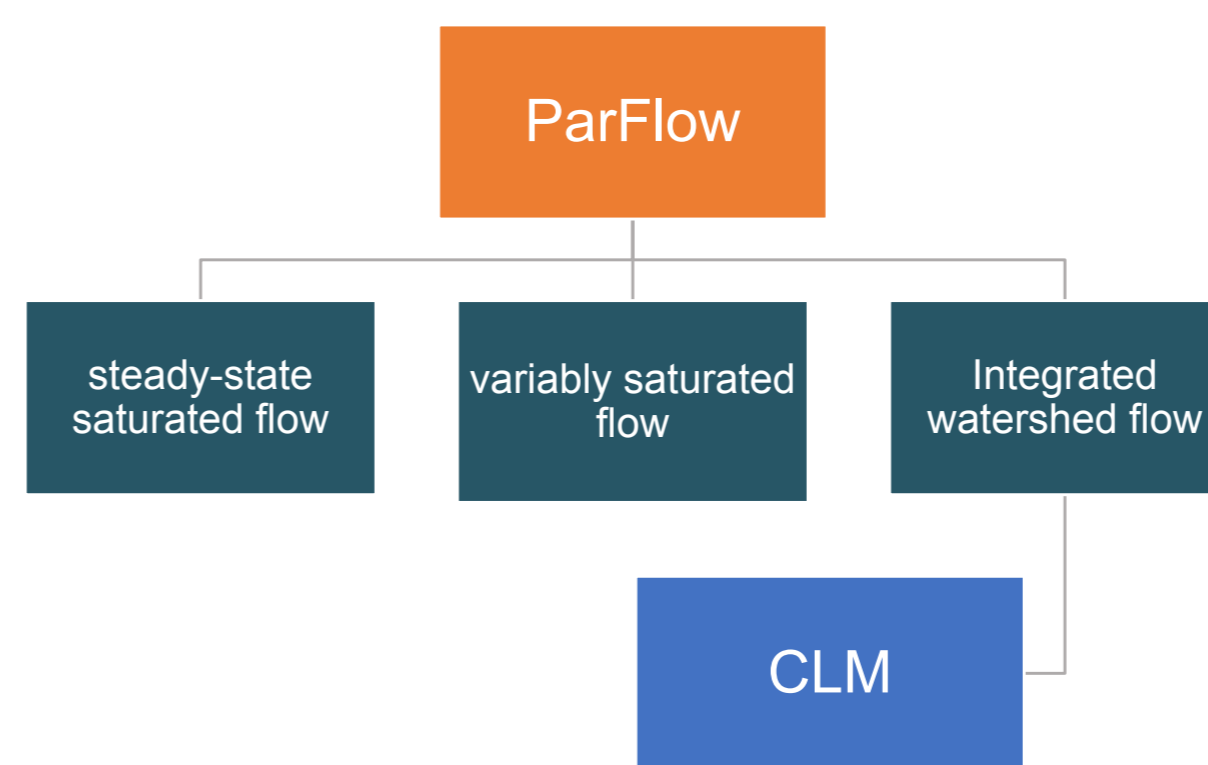 ParFlow
steady-state
saturated flow
variably saturated
flow
Integrated
watershed flow
CLM